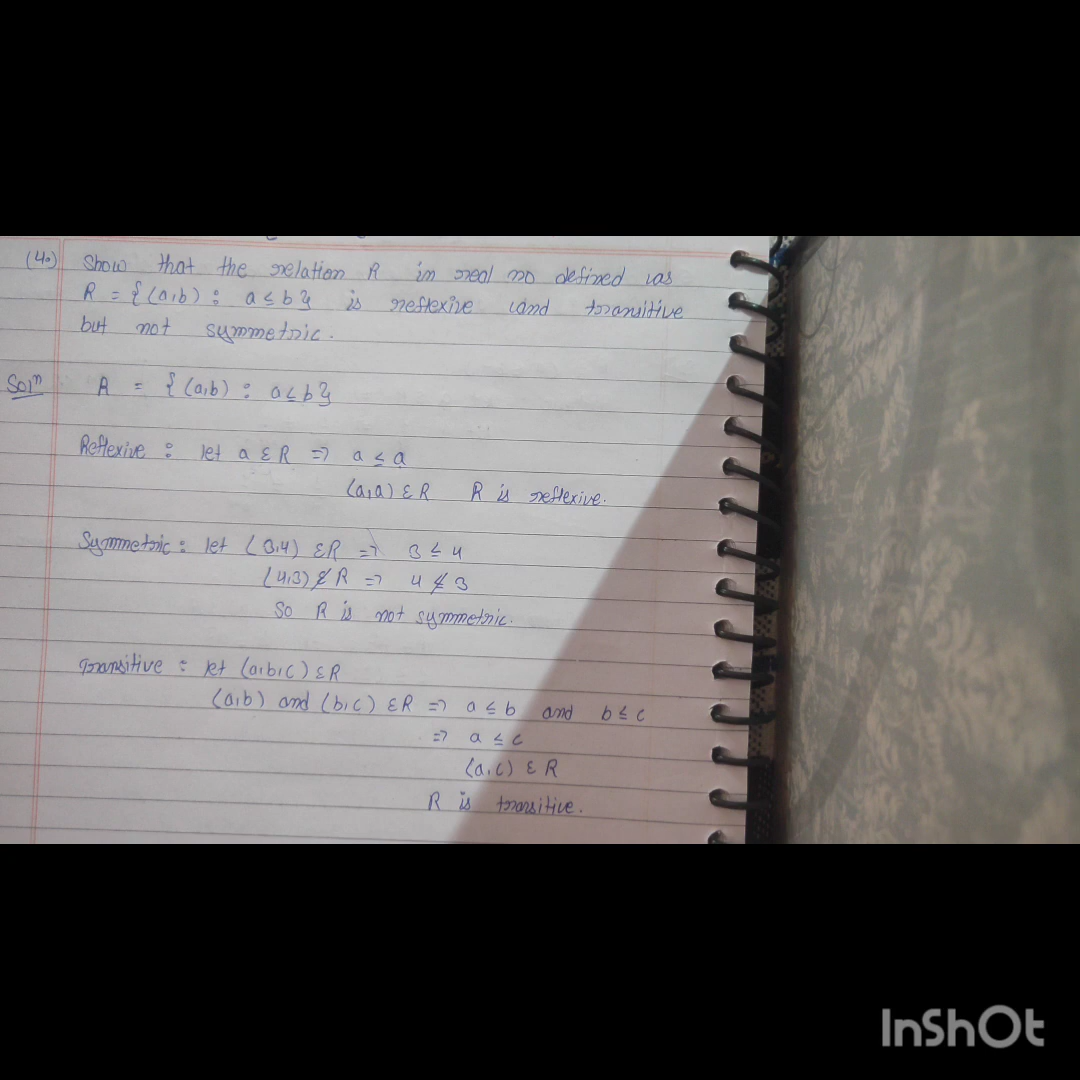 (4.) Show that the relation R in real no defined as
R = {(a,b) : a ≤ b} is reflexive and transitive
but not symmetric.
Solⁿ R = {(a,b) : a ≤ b}
Reflexive : let a ε R => a ≤ a
(a,a) ε R R is reflexive.
Symmetric : let (3,4) ε R => 3 ≤ 4
(4,3) ∉ R => 4 ≰ 3
So R is not symmetric.
Transitive : let (a,b,c) ε R
(a,b) and (b,c) ε R => a ≤ b and b ≤ c
=> a ≤ c
(a,c) ε R
R is transitive.
InShOt